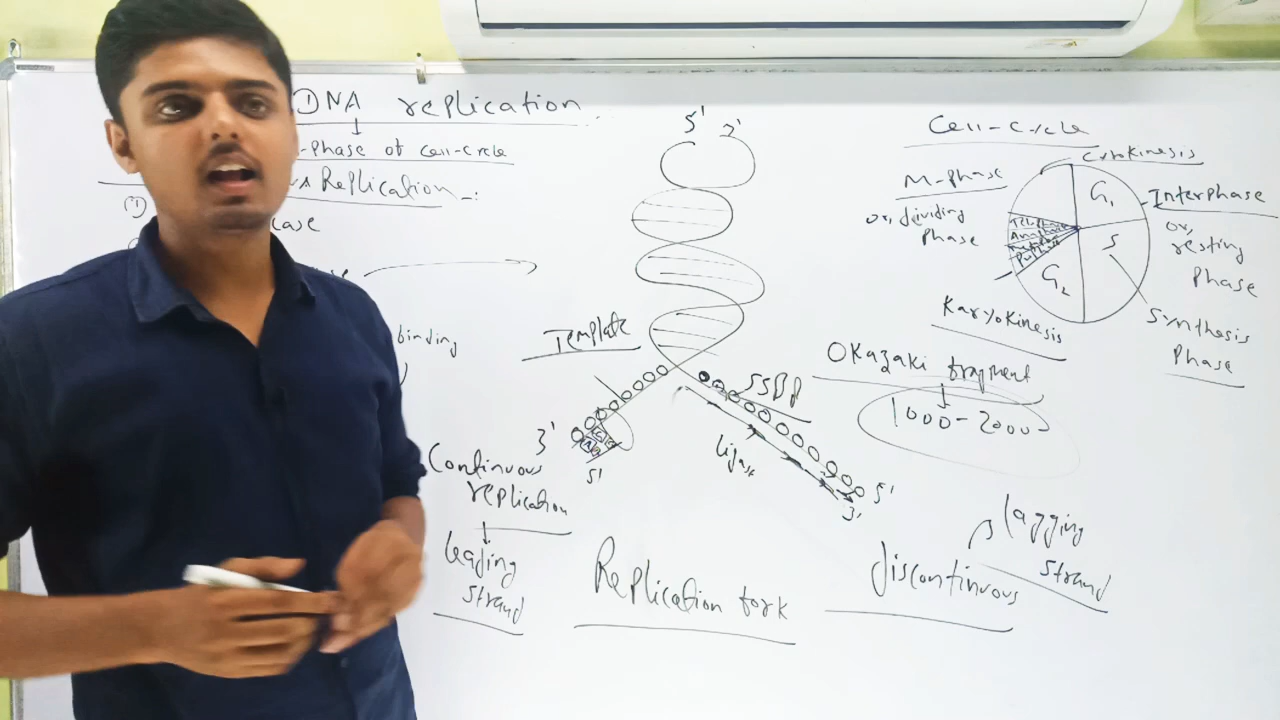 DNA replication
-phase of cell-cycle
Replication :
(1)
case
binding
5' 3'
Template
3'
5'
Continuous
replication
leading
strand
SSBP
ligase
5'
3'
Replication fork
Cell-Cycle
Cytokinesis
M-phase
or, dividing
phase
G1
S
G2
Interphase
or,
resting
phase
Synthesis
phase
Karyokinesis
Okazaki fragment
1000-2000
lagging
strand
discontinuous